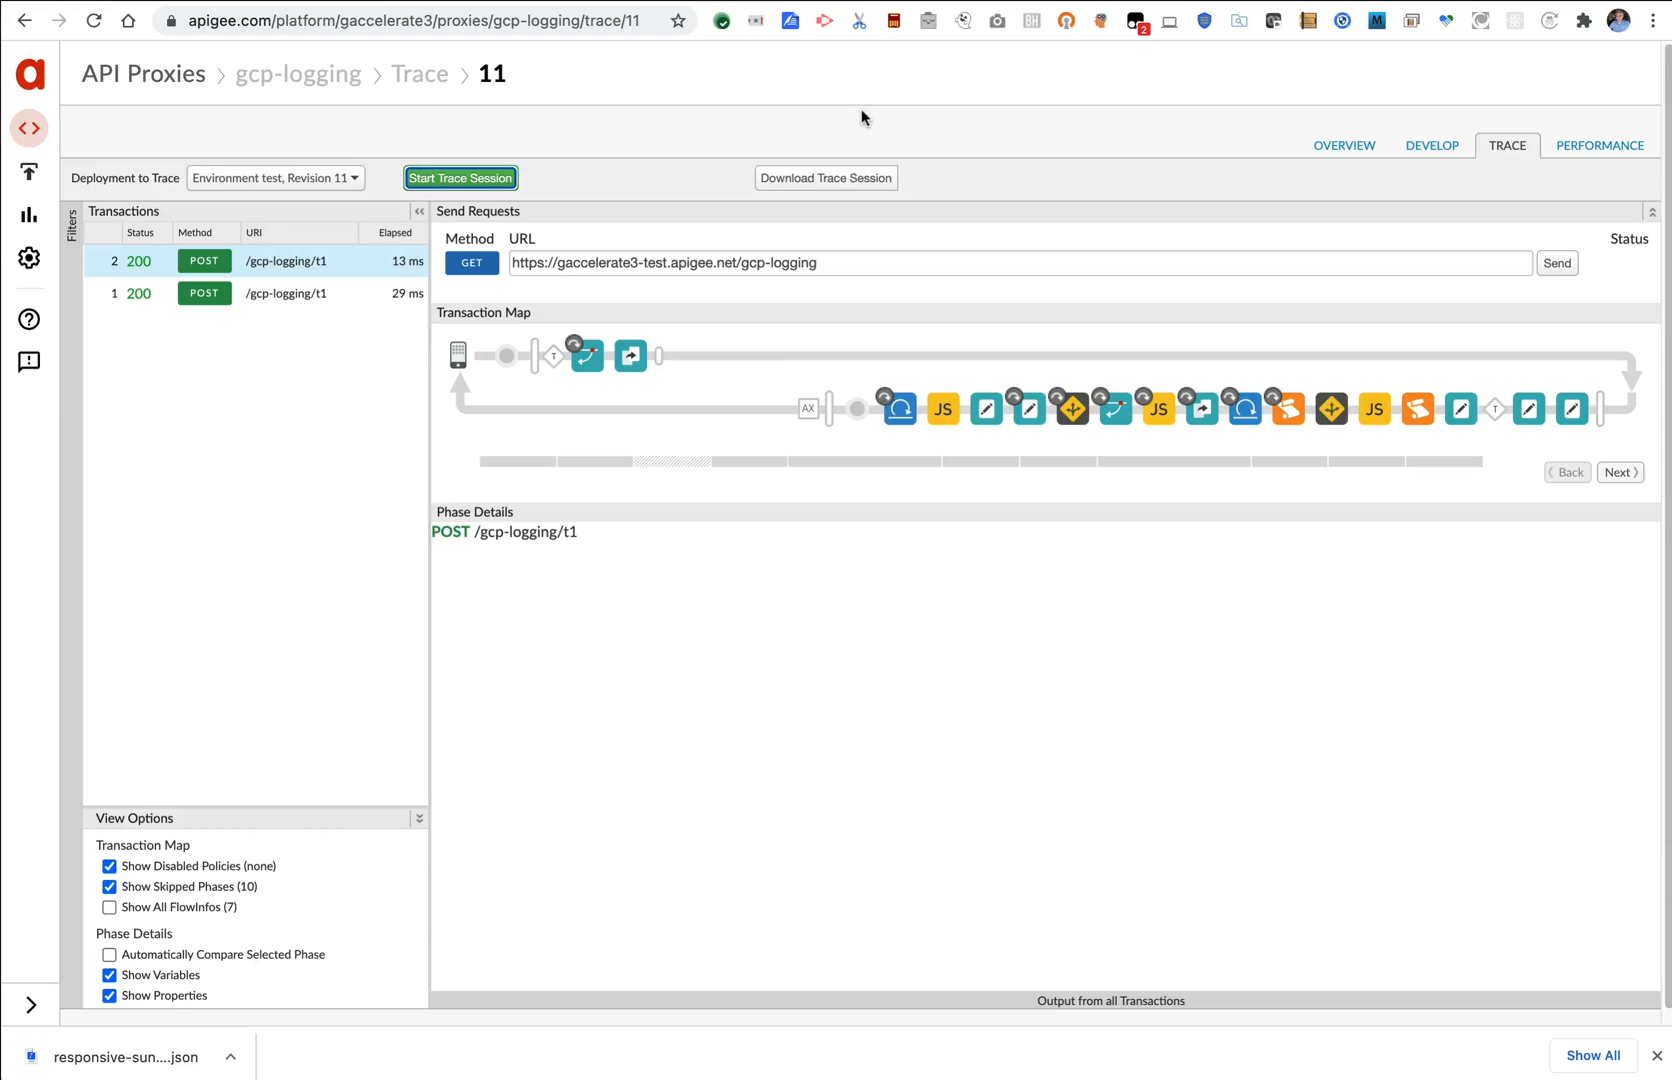 apigee.com/platform/gaccelerate3/proxies/gcp-logging/trace/11
BH
2
M
a
API Proxies > gcp-logging > Trace > 11
OVERVIEW DEVELOP TRACE PERFORMANCE
Deployment to Trace Environment test, Revision 11 Start Trace Session Download Trace Session
Filters
Transactions
Status Method URI Elapsed
2 200 POST /gcp-logging/t1 13 ms
1 200 POST /gcp-logging/t1 29 ms
Send Requests
Method URL Status
GET https://gaccelerate3-test.apigee.net/gcp-logging Send
Transaction Map
T
AX JS JS JS T
Back Next
Phase Details
POST /gcp-logging/t1
View Options
Transaction Map
Show Disabled Policies (none)
Show Skipped Phases (10)
Show All FlowInfos (7)
Phase Details
Automatically Compare Selected Phase
Show Variables
Show Properties
Output from all Transactions
responsive-sun....json
Show All